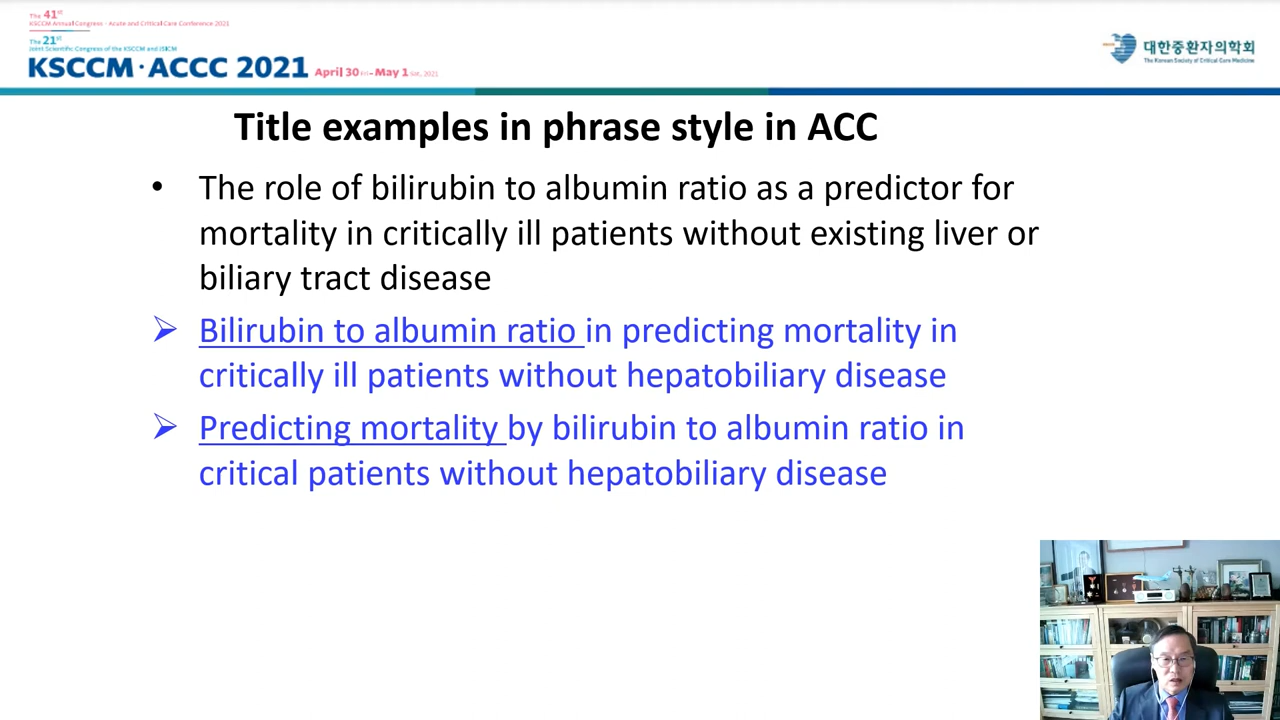 The 41st
KSCCM Annual Congress · Acute and Critical Care Conference 2021
The 21st
Joint Scientific Congress of the KSCCM and JSICM
KSCCM · ACCC 2021 April 30 Fri – May 1 Sat, 2021
대한중환자의학회
The Korean Society of Critical Care Medicine
Title examples in phrase style in ACC
• The role of bilirubin to albumin ratio as a predictor for
mortality in critically ill patients without existing liver or
biliary tract disease
➢ Bilirubin to albumin ratio in predicting mortality in
critically ill patients without hepatobiliary disease
➢ Predicting mortality by bilirubin to albumin ratio in
critical patients without hepatobiliary disease